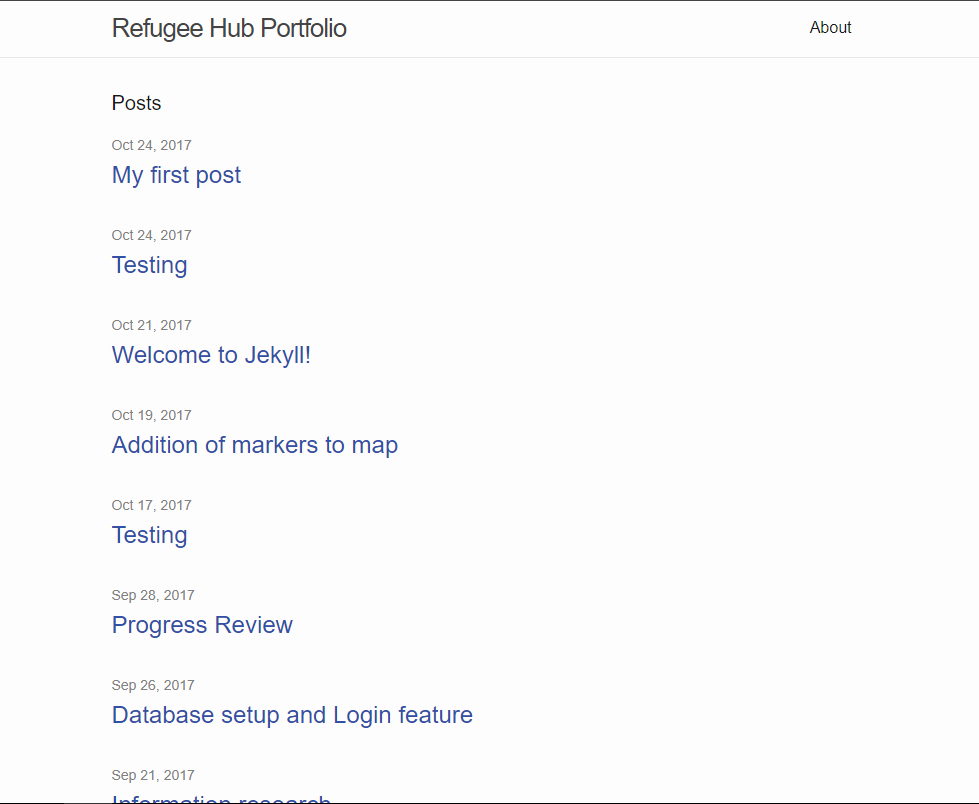 Refugee Hub Portfolio
About
Posts
Oct 24, 2017
My first post
Oct 24, 2017
Testing
Oct 21, 2017
Welcome to Jekyll!
Oct 19, 2017
Addition of markers to map
Oct 17, 2017
Testing
Sep 28, 2017
Progress Review
Sep 26, 2017
Database setup and Login feature
Sep 21, 2017
Information research